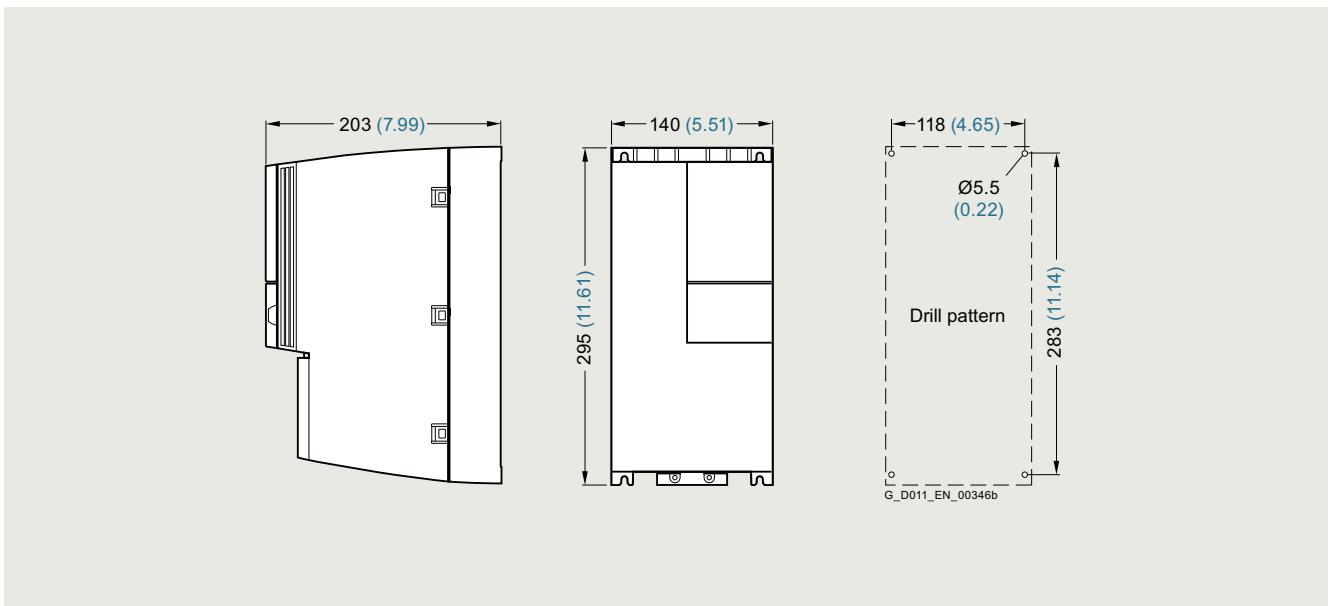 203 (7.99)
140 (5.51)
118 (4.65)
Ø5.5
(0.22)
295 (11.61)
Drill pattern
283 (11.14)
G_D011_EN_00346b